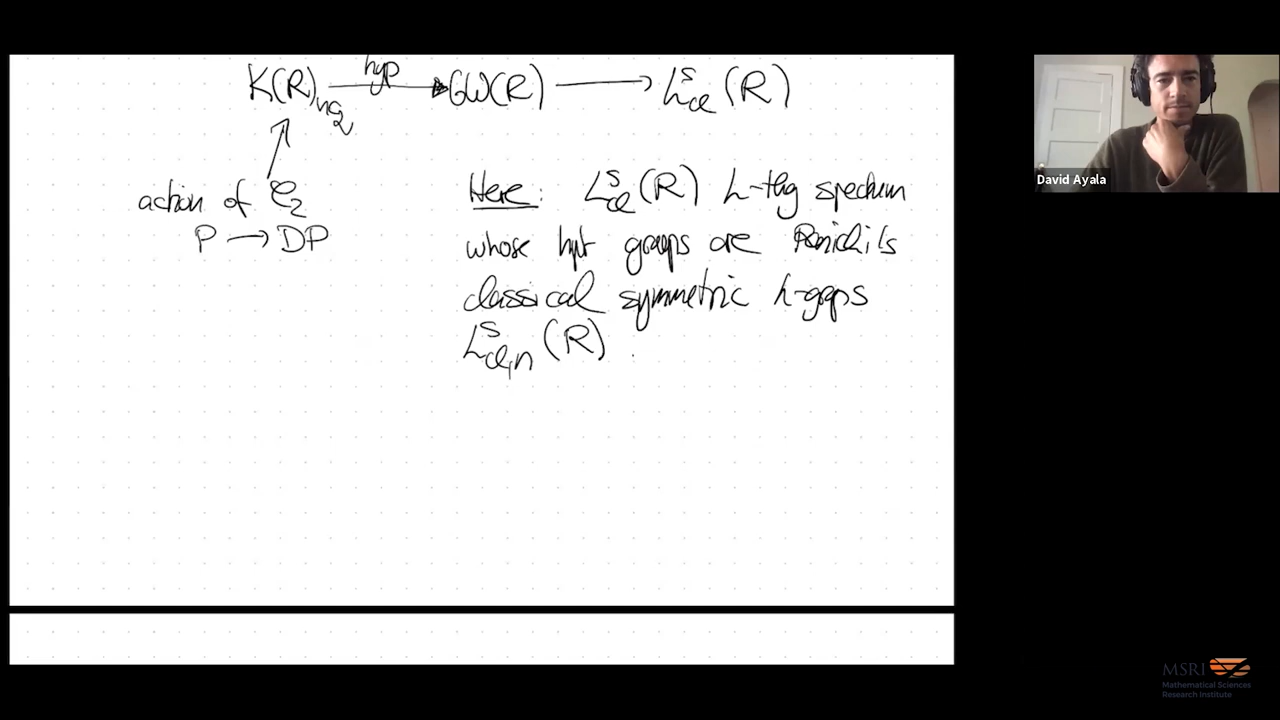 K(R)_{hC_2} —hyp→ GW(R) → L^s_{cl}(R)
action of C_2
P → DP
Here: L^s_{cl}(R) L-thy spectrum
whose hpt groups are Ranicki's
classical symmetric L-gops
L^s_{cl,n}(R).
David Ayala
MSRI
Mathematical Sciences
Research Institute